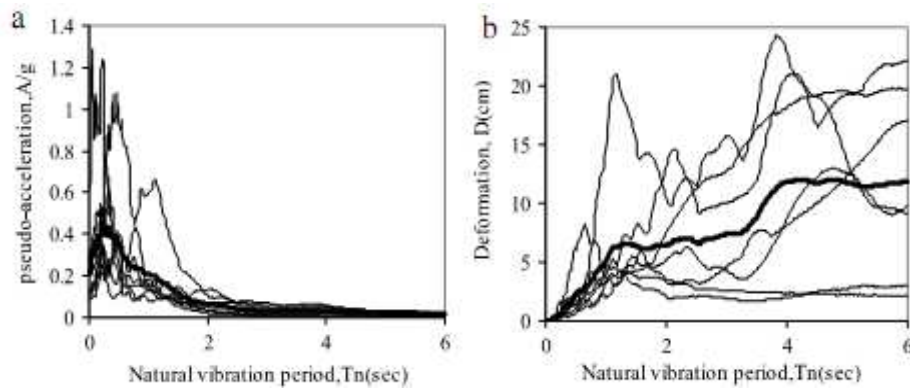 a
1.4
1.2
1
0.8
0.6
0.4
0.2
0
0 2 4 6
pseudo-acceleration,A/g
Natural vibration period,Tn(sec)
b
25
20
15
10
5
0
0 2 4 6
Deformation, D(cm)
Natural vibration period,Tn(sec)